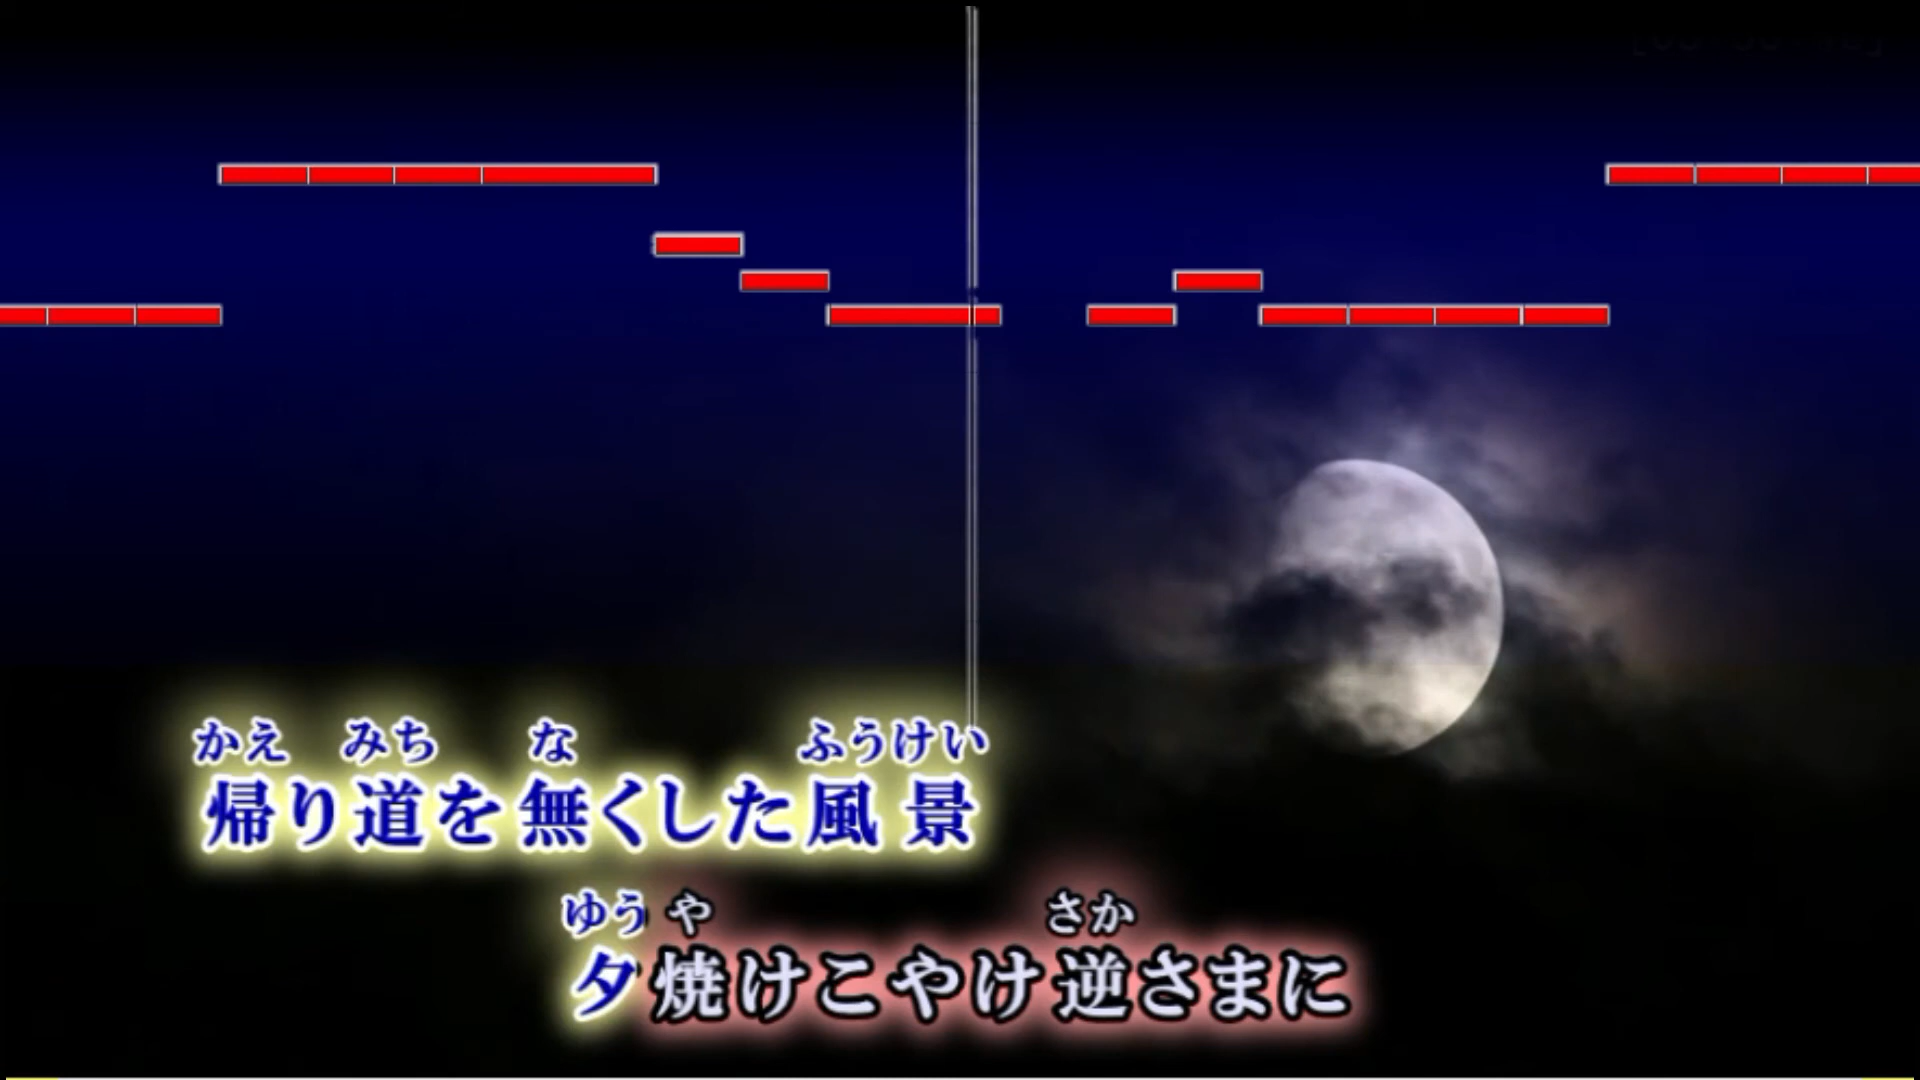 かえ みち な ふうけい
帰り道を無くした風景
ゆう や さか
夕焼けこやけ逆さまに